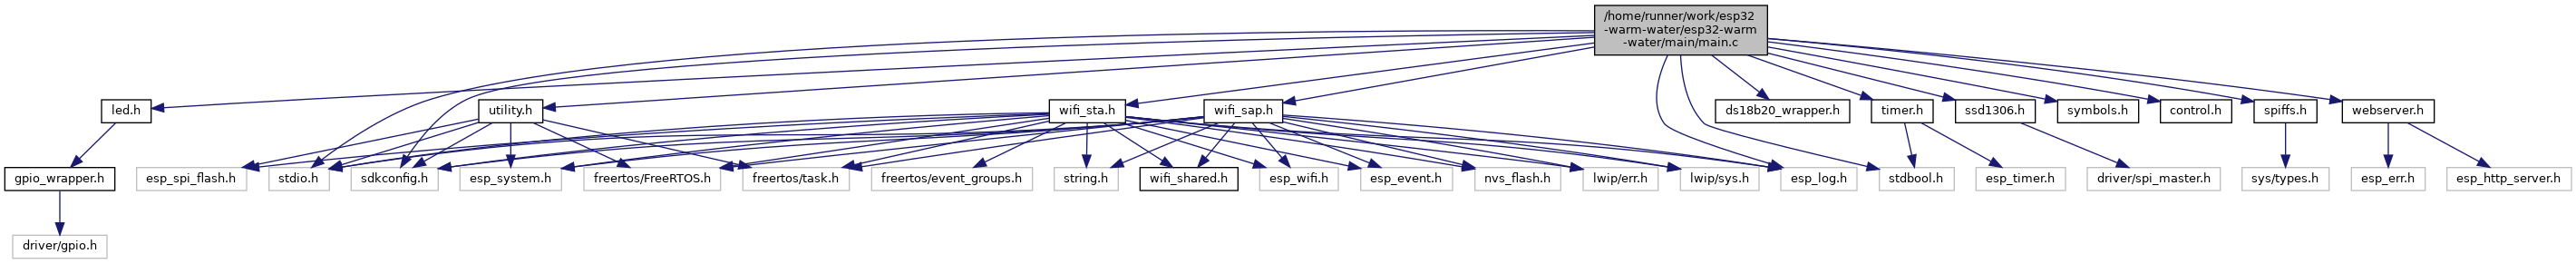 /home/runner/work/esp32
-warm-water/esp32-warm
-water/main/main.c
led.h
utility.h
wifi_sta.h
wifi_sap.h
ds18b20_wrapper.h
timer.h
ssd1306.h
symbols.h
control.h
spiffs.h
webserver.h
gpio_wrapper.h
esp_spi_flash.h
stdio.h
sdkconfig.h
esp_system.h
freertos/FreeRTOS.h
freertos/task.h
freertos/event_groups.h
string.h
wifi_shared.h
esp_wifi.h
esp_event.h
nvs_flash.h
lwip/err.h
lwip/sys.h
esp_log.h
stdbool.h
esp_timer.h
driver/spi_master.h
sys/types.h
esp_err.h
esp_http_server.h
driver/gpio.h